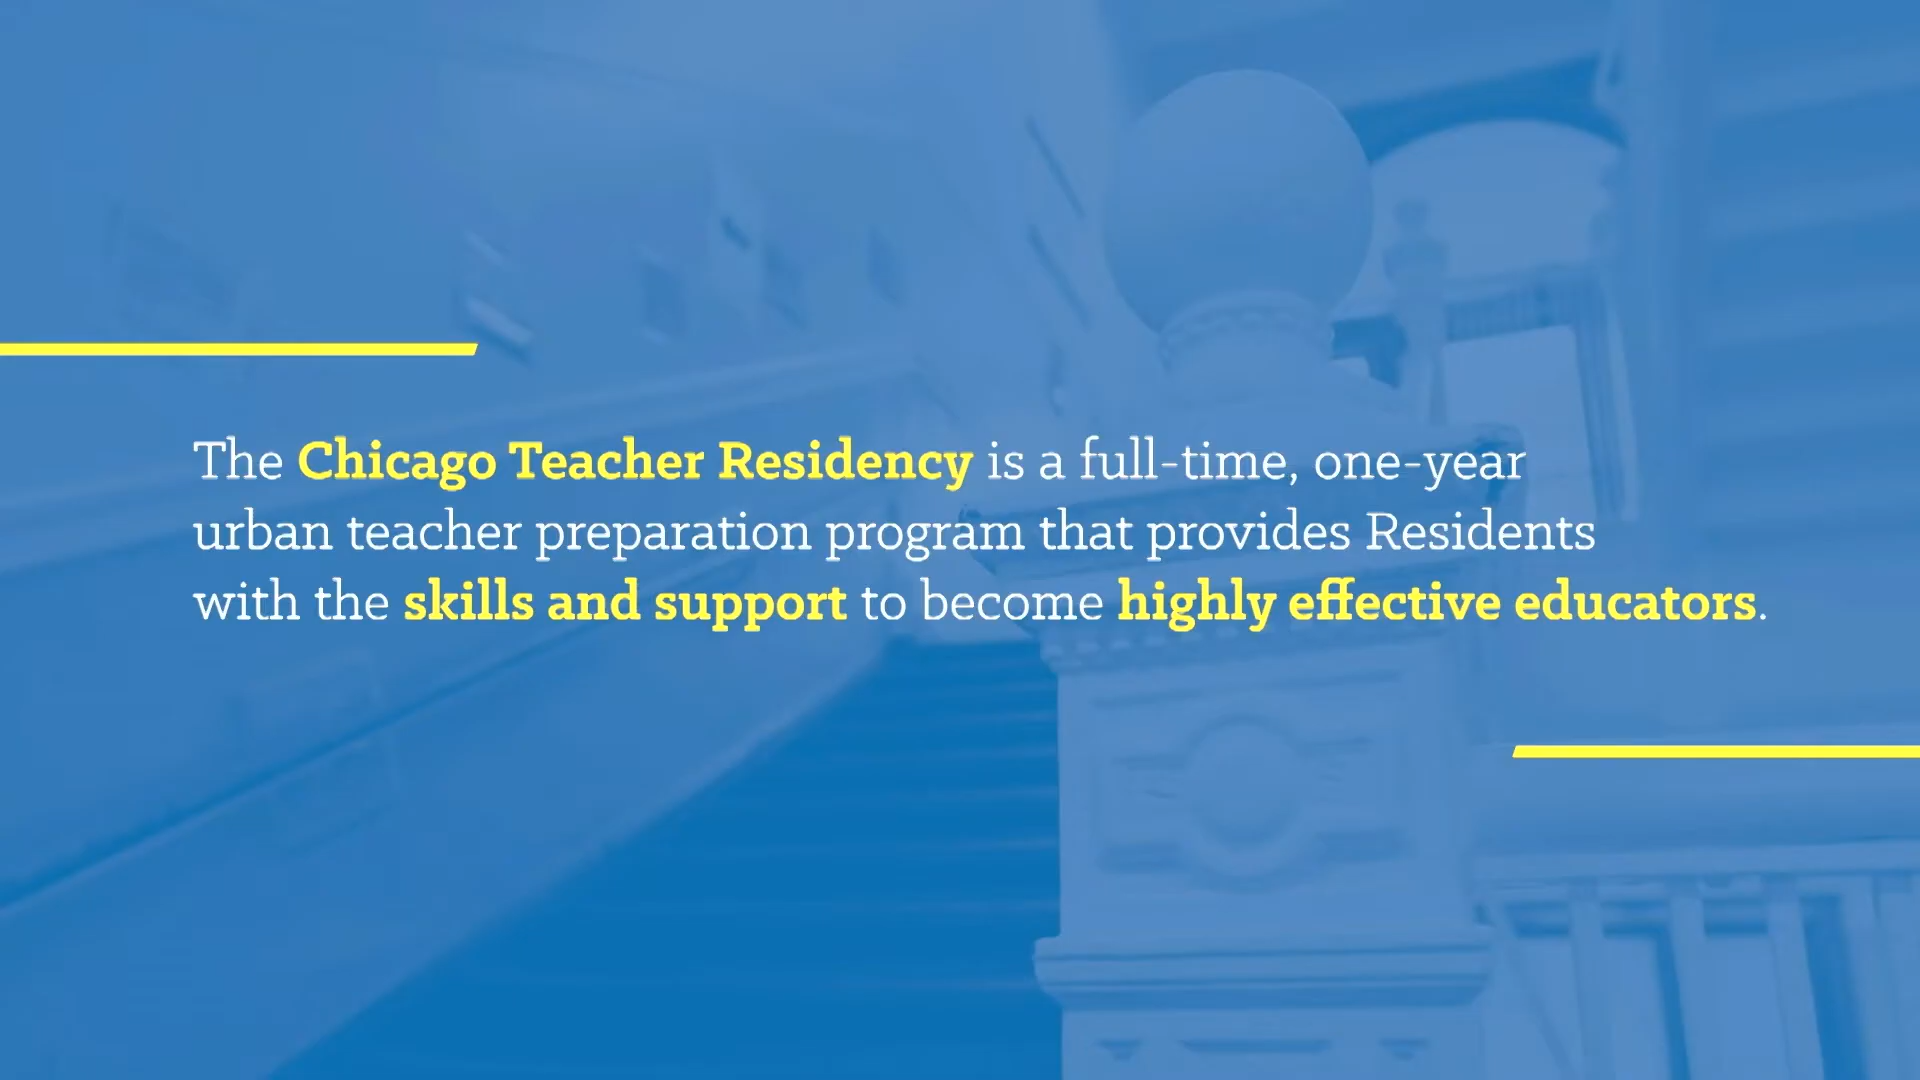 The Chicago Teacher Residency is a full-time, one-year
urban teacher preparation program that provides Residents
with the skills and support to become highly effective educators.